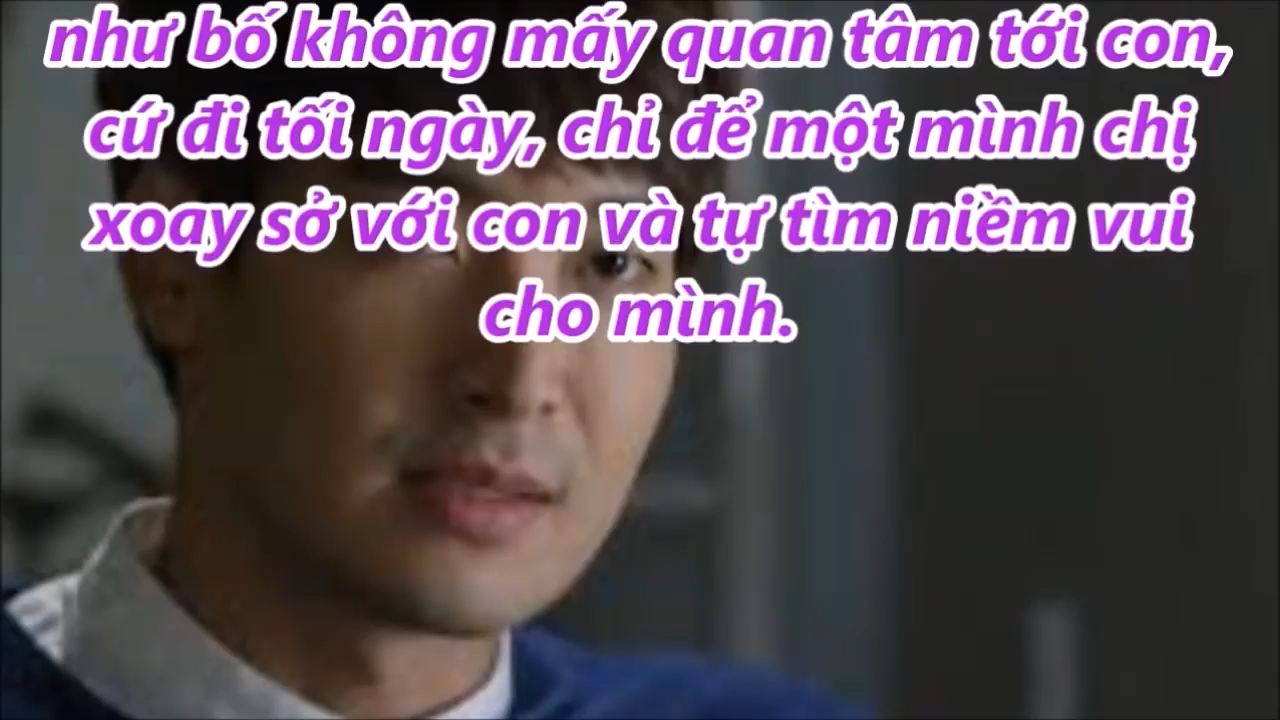 như bố không mấy quan tâm tới con,
cứ đi tối ngày, chỉ để một mình chị
xoay sở với con và tự tìm niềm vui
cho mình.